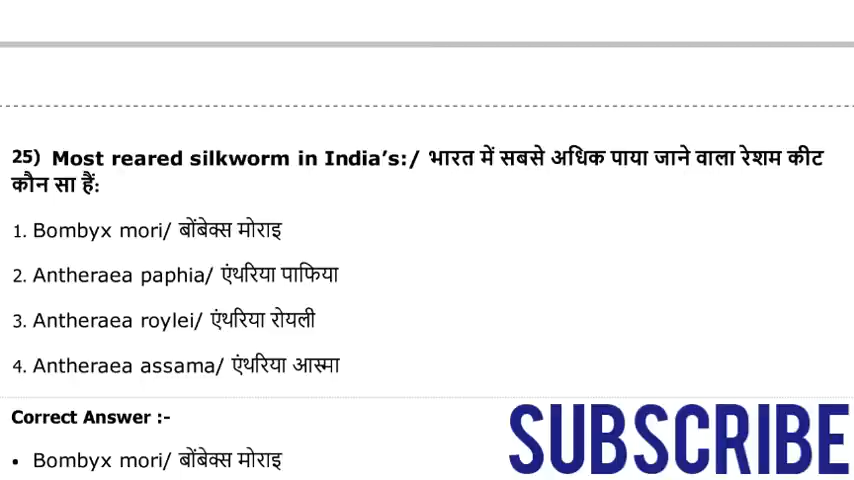 25) Most reared silkworm in India’s:/ भारत में सबसे अधिक पाया जाने वाला रेशम कीट
कौन सा हैं:
1. Bombyx mori/ बोंबेक्स मोराइ
2. Antheraea paphia/ एंथरिया पाफिया
3. Antheraea roylei/ एंथरिया रोयली
4. Antheraea assama/ एंथरिया आस्मा
Correct Answer :-
• Bombyx mori/ बोंबेक्स मोराइ
SUBSCRIBE